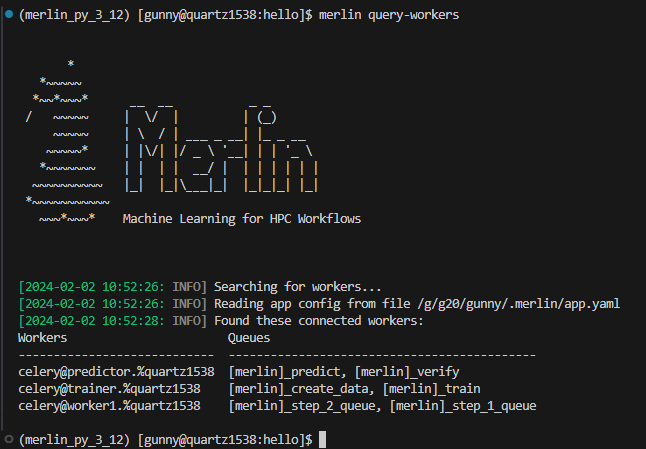 (merlin_py_3_12) [gunny@quartz1538:hello]$ merlin query-workers
Merlin
Machine Learning for HPC Workflows
[2024-02-02 10:52:26: INFO] Searching for workers...
[2024-02-02 10:52:26: INFO] Reading app config from file /g/g20/gunny/.merlin/app.yaml
[2024-02-02 10:52:28: INFO] Found these connected workers:
Workers Queues
---------------------------- --------------------------------------------
celery@predictor.%quartz1538 [merlin]_predict, [merlin]_verify
celery@trainer.%quartz1538 [merlin]_create_data, [merlin]_train
celery@worker1.%quartz1538 [merlin]_step_2_queue, [merlin]_step_1_queue
(merlin_py_3_12) [gunny@quartz1538:hello]$